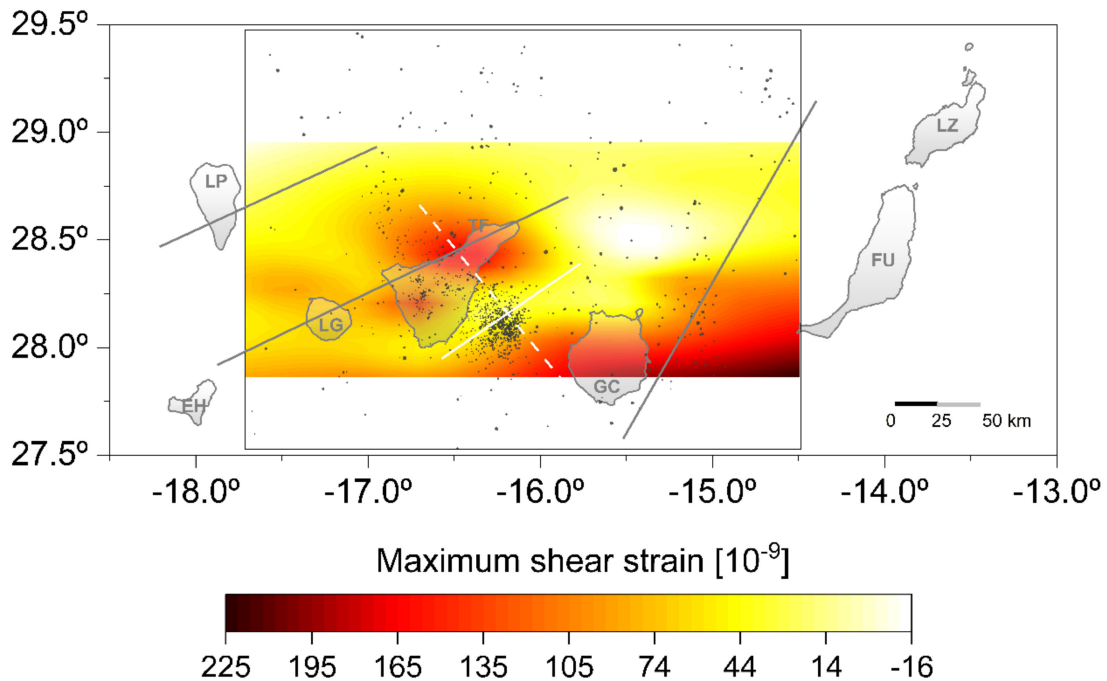 29.5º
29.0º
28.5º
28.0º
27.5º
LP
TF
LG
EH
GC
LZ
FU
0 25 50 km
-18.0º -17.0º -16.0º -15.0º -14.0º -13.0º
Maximum shear strain [10⁻⁹]
225 195 165 135 105 74 44 14 -16